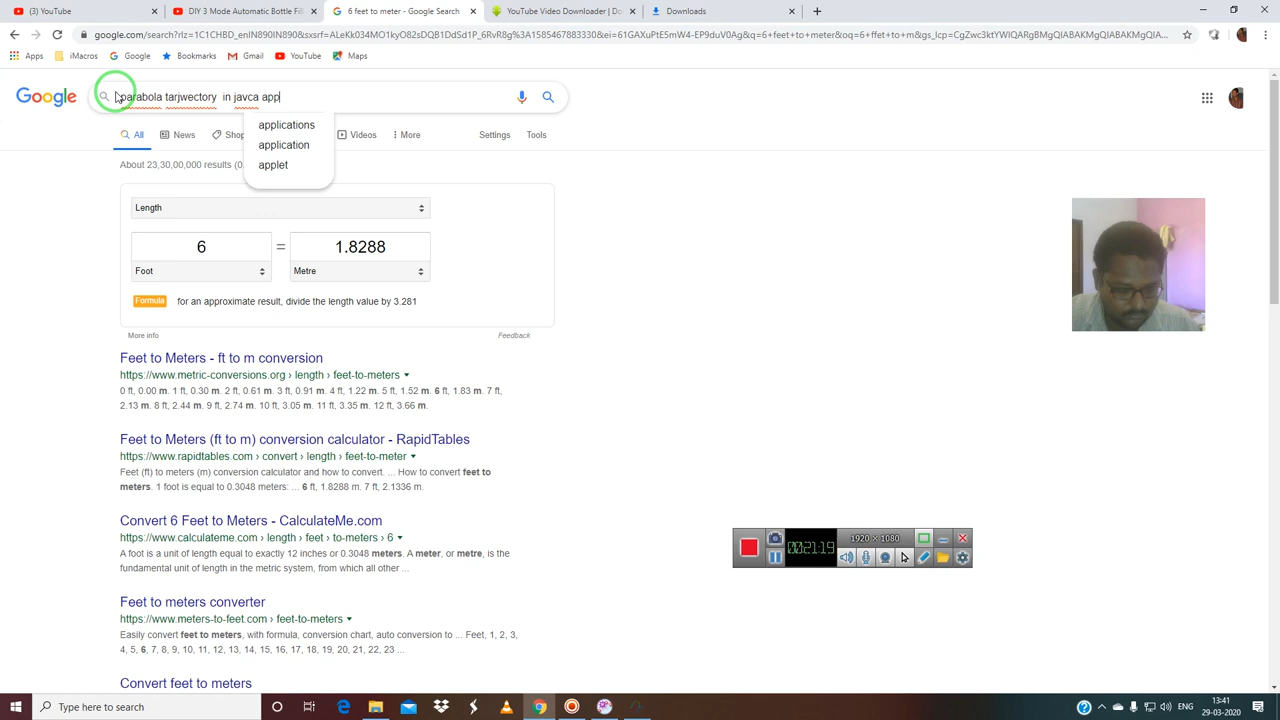 (3) YouTube
DIY 3 Mode Automatic Bottle Fill
6 feet to meter - Google Search
YouTube Video Downloader | Do
Downloads
google.com/search?rlz=1C1CHBD_enIN890IN890&sxsrf=ALeKk034MO1kyO82sDQB1DdSd1_6RvR8g%3A1585467883330&ei=61GAXuPtE5mW4-EP9duV0Ag&q=6+feet+to+meter&oq=6+ffet+to+m&gs_lcp=CgZwc3ktYWIQARgBMgQIABAKMgQIABAKMgQIABAKMgQIABAKMgQIA...
Apps
iMacros
Google
Bookmarks
Gmail
YouTube
Maps
Google
parabola tarjwectory in javca app
applications
application
applet
All
News
Shop
Videos
More
Settings
Tools
About 23,30,00,000 results (0.
Length
6 = 1.8288
Foot
Metre
Formula for an approximate result, divide the length value by 3.281
More info
Feedback
Feet to Meters - ft to m conversion
https://www.metric-conversions.org › length › feet-to-meters
0 ft, 0.00 m. 1 ft, 0.30 m. 2 ft, 0.61 m. 3 ft, 0.91 m. 4 ft, 1.22 m. 5 ft, 1.52 m. 6 ft, 1.83 m. 7 ft,
2.13 m. 8 ft, 2.44 m. 9 ft, 2.74 m. 10 ft, 3.05 m. 11 ft, 3.35 m. 12 ft, 3.66 m.
Feet to Meters (ft to m) conversion calculator - RapidTables
https://www.rapidtables.com › convert › length › feet-to-meter
Feet (ft) to meters (m) conversion calculator and how to convert. ... How to convert feet to
meters. 1 foot is equal to 0.3048 meters: ... 6 ft, 1.8288 m. 7 ft, 2.1336 m.
Convert 6 Feet to Meters - CalculateMe.com
https://www.calculateme.com › length › feet › to-meters › 6
A foot is a unit of length equal to exactly 12 inches or 0.3048 meters. A meter, or metre, is the
fundamental unit of length in the metric system, from which all other ...
Feet to meters converter
https://www.meters-to-feet.com › feet-to-meters
Easily convert feet to meters, with formula, conversion chart, auto conversion to ... Feet, 1, 2, 3,
4, 5, 6, 7, 8, 9, 10, 11, 12, 13, 14, 15, 16, 17, 18, 19, 20, 21, 22, 23 ...
Convert feet to meters
00:21:19
1920 × 1080
Type here to search
ENG
13:41
29-03-2020